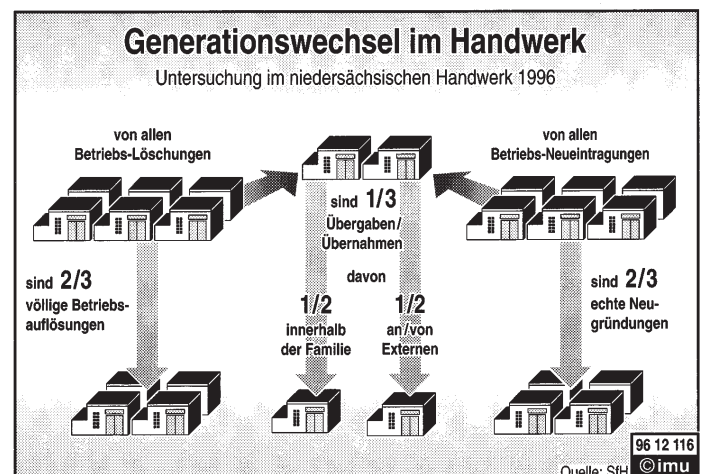 Generationswechsel im Handwerk
Untersuchung im niedersächsischen Handwerk 1996
von allen
Betriebs-Löschungen
von allen
Betriebs-Neueintragungen
sind 1/3
Übergaben/
Übernahmen
davon
sind 2/3
völlige Betriebs-
auflösungen
1/2
innerhalb
der Familie
1/2
an/von
Externen
sind 2/3
echte Neu-
gründungen
96 12 116
Quelle: SfH
© imu